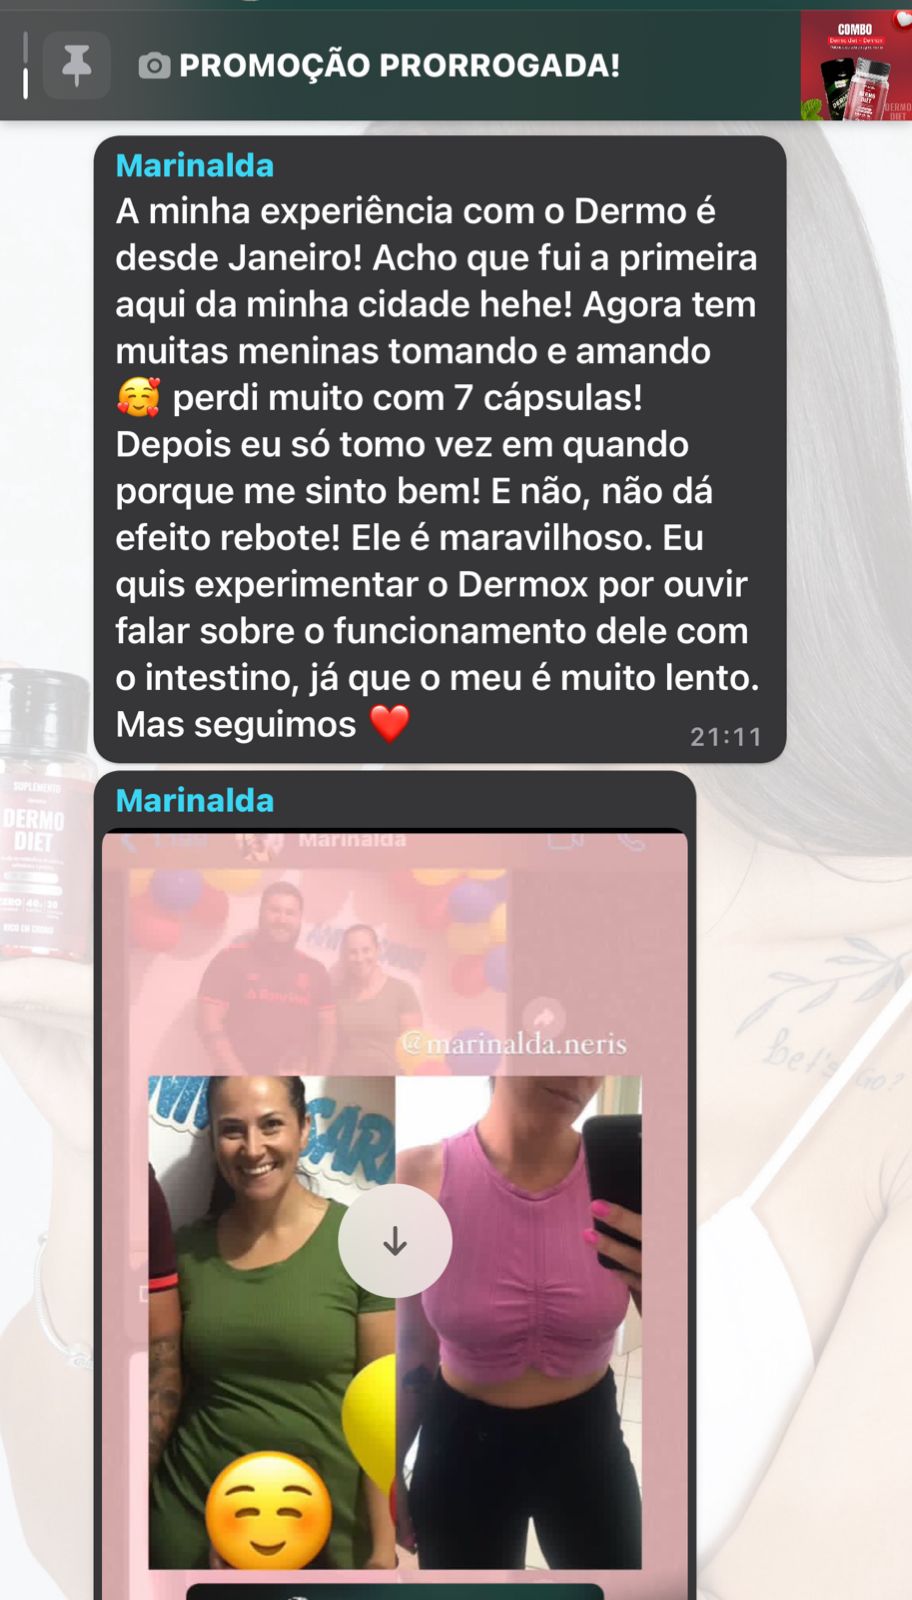 PROMOÇÃO PRORROGADA!
COMBO
DERMO
DIET
Marinalda
A minha experiência com o Dermo é
desde Janeiro! Acho que fui a primeira
aqui da minha cidade hehe! Agora tem
muitas meninas tomando e amando
🥰 perdi muito com 7 cápsulas!
Depois eu só tomo vez em quando
porque me sinto bem! E não, não dá
efeito rebote! Ele é maravilhoso. Eu
quis experimentar o Dermox por ouvir
falar sobre o funcionamento dele com
o intestino, já que o meu é muito lento.
Mas seguimos ❤️
21:11
SUPLEMENTO
DERMO
DIET
Marinalda
Marinalda
@marinalda.neris
Let's Go?